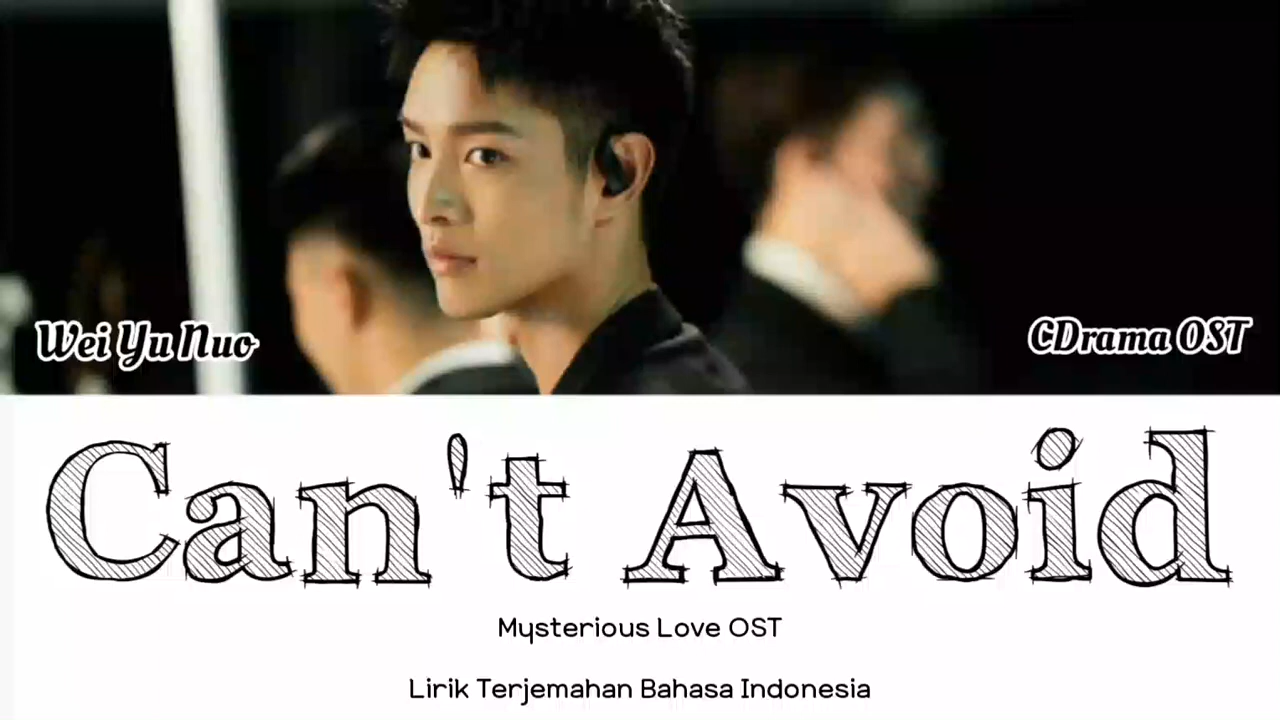 Wei Yu Nuo
CDrama OST
Can't Avoid
Mysterious Love OST
Lirik Terjemahan Bahasa Indonesia